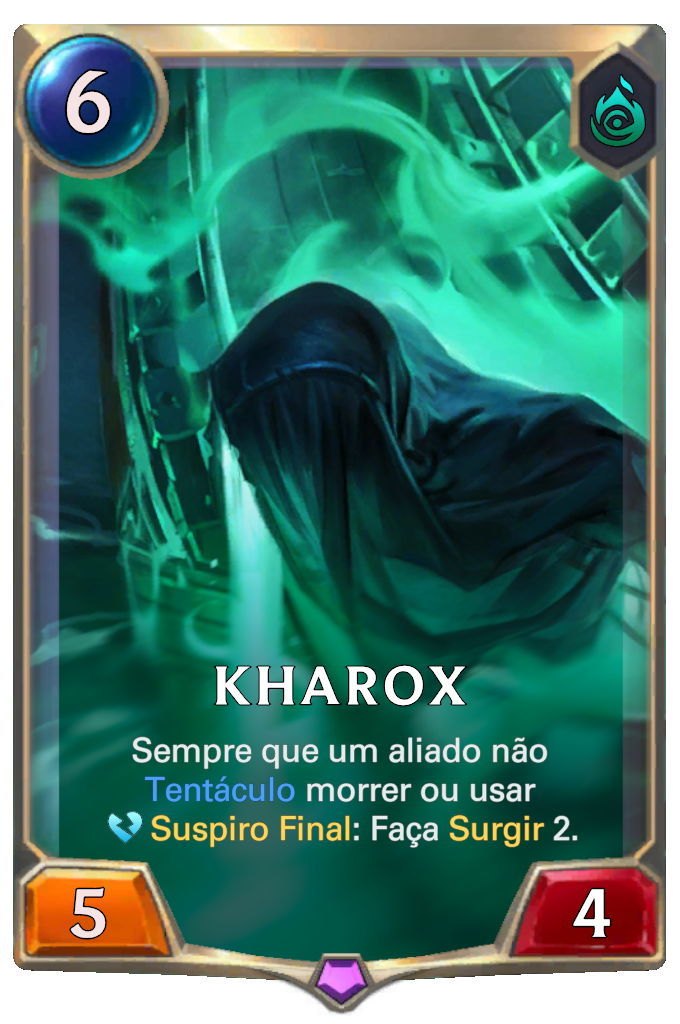 6
KHAROX
Sempre que um aliado não
Tentáculo morrer ou usar
Suspiro Final: Faça Surgir 2.
5 4